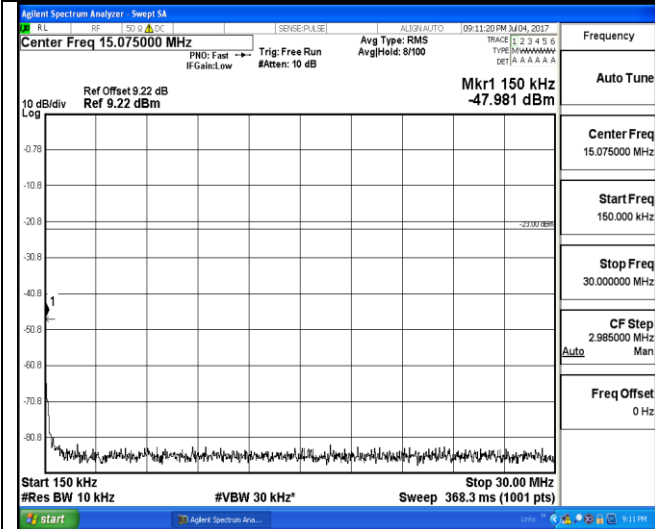 Agilent Spectrum Analyzer - Swept SA
RL RF 50 Ω DC SENSE:PULSE ALIGN AUTO 09:11:20 PM Jul 04, 2017
Center Freq 15.075000 MHz
PNO: Fast
IFGain:Low
Trig: Free Run
#Atten: 10 dB
Avg Type: RMS
Avg|Hold: 8/100
TRACE 1 2 3 4 5 6
TYPE MWWWWW
DET A A A A A A
Ref Offset 9.22 dB
10 dB/div Ref 9.22 dBm
Log
Mkr1 150 kHz
-47.981 dBm
-0.78
-10.8
-20.8
-23.00 dBm
-30.8
-40.8
1
-50.8
-60.8
-70.8
-80.8
Start 150 kHz
Stop 30.00 MHz
#Res BW 10 kHz #VBW 30 kHz* Sweep 368.3 ms (1001 pts)
Frequency
Auto Tune
Center Freq
15.075000 MHz
Start Freq
150.000 kHz
Stop Freq
30.000000 MHz
CF Step
2.985000 MHz
Auto Man
Freq Offset
0 Hz
start Agilent Spectrum Ana... Links 9:11 PM